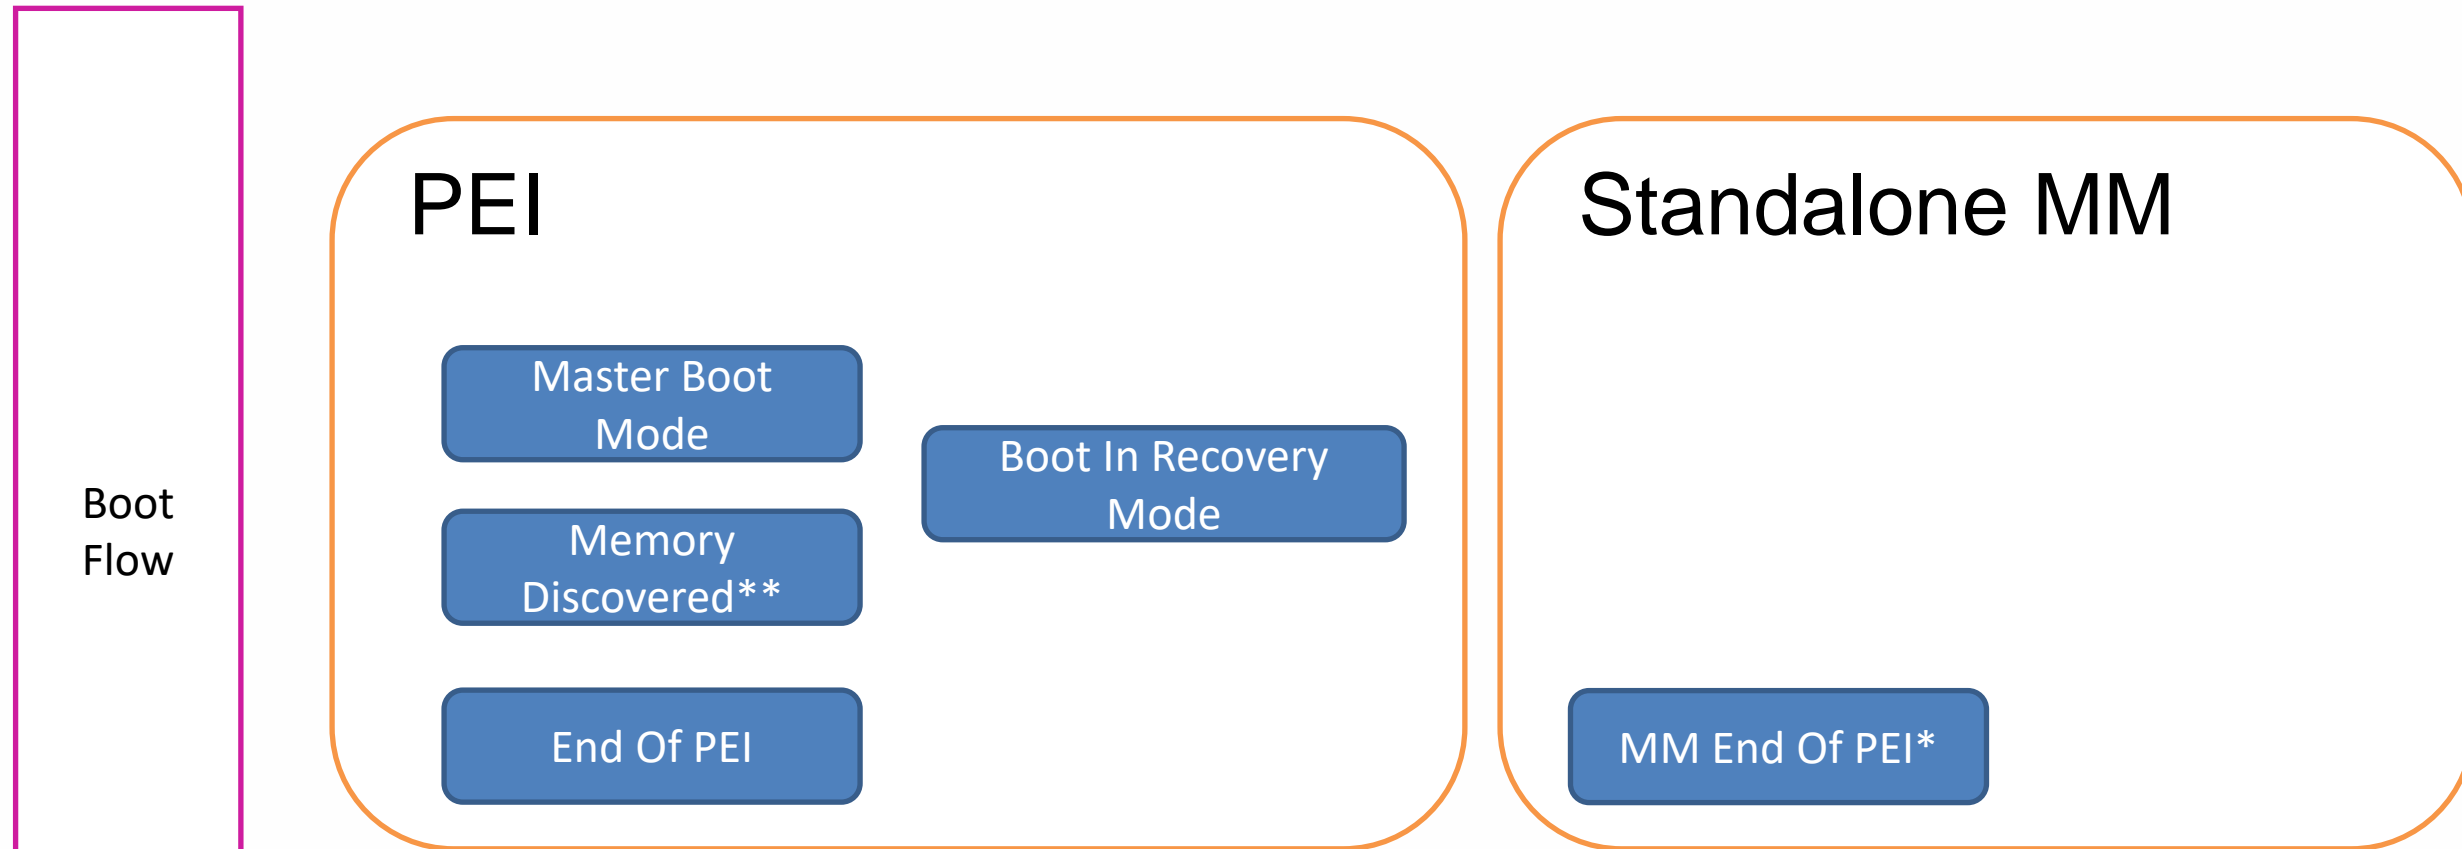 Boot
Flow
PEI
Master Boot
Mode
Memory
Discovered**
End Of PEI
Boot In Recovery
Mode
Standalone MM
MM End Of PEI*